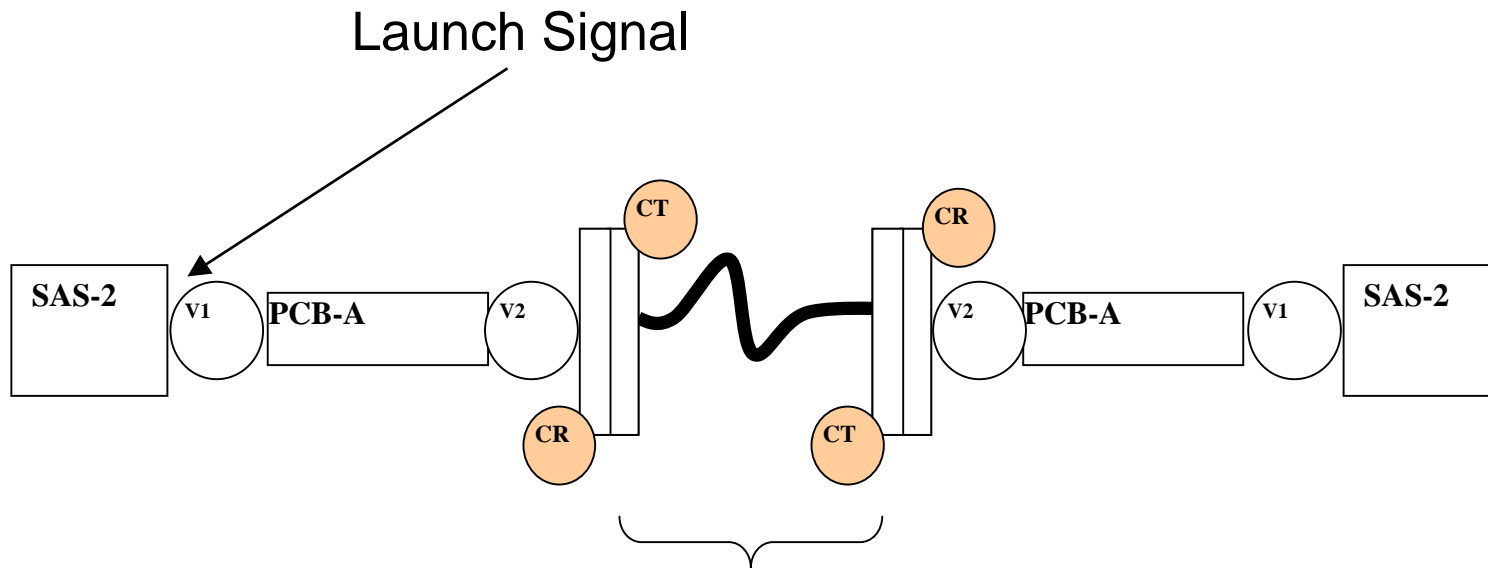 Launch Signal
CT
CR
SAS-2
V1
PCB-A
V2
V2
PCB-A
V1
SAS-2
CR
CT